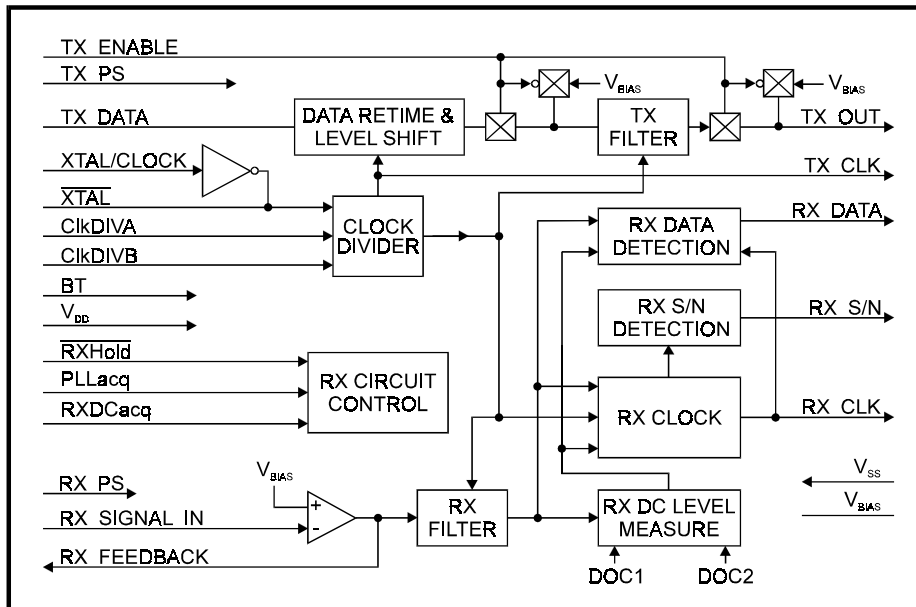 TX ENABLE
TX PS
V_BIAS
V_BIAS
TX DATA
DATA RETIME &
LEVEL SHIFT
TX
FILTER
TX OUT
XTAL/CLOCK
TX CLK
XTAL
ClkDIVA
ClkDIVB
CLOCK
DIVIDER
RX DATA
DETECTION
RX DATA
BT
V_DD
RX S/N
DETECTION
RX S/N
RXHold
PLLacq
RXDCacq
RX CIRCUIT
CONTROL
RX CLOCK
RX CLK
V_BIAS
V_SS
RX PS
V_BIAS
RX SIGNAL IN
+
-
RX
FILTER
RX DC LEVEL
MEASURE
RX FEEDBACK
DOC1
DOC2